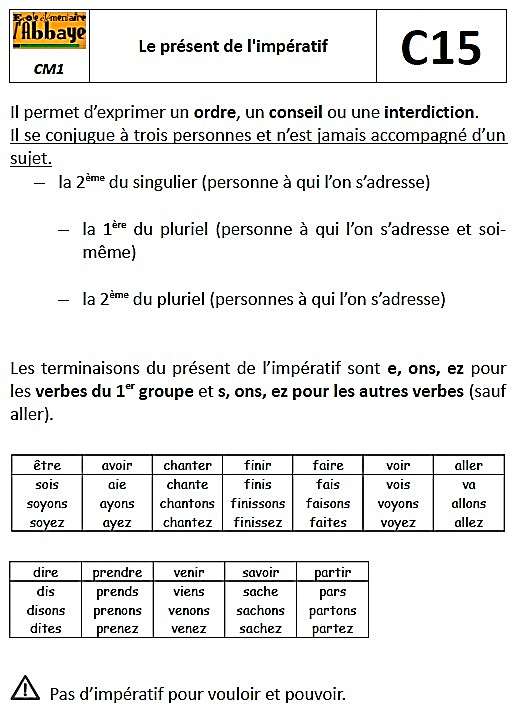 Ecole élémentaire
l'Abbaye
CM1
Le présent de l'impératif
C15
Il permet d’exprimer un ordre, un conseil ou une interdiction.
Il se conjugue à trois personnes et n’est jamais accompagné d’un
sujet.
– la 2ème du singulier (personne à qui l’on s’adresse)
– la 1ère du pluriel (personne à qui l’on s’adresse et soi-
même)
– la 2ème du pluriel (personnes à qui l’on s’adresse)
Les terminaisons du présent de l’impératif sont e, ons, ez pour
les verbes du 1er groupe et s, ons, ez pour les autres verbes (sauf
aller).
être avoir chanter finir faire voir aller
sois aie chante finis fais vois va
soyons ayons chantons finissons faisons voyons allons
soyez ayez chantez finissez faites voyez allez
dire prendre venir savoir partir
dis prends viens sache pars
disons prenons venons sachons partons
dites prenez venez sachez partez
⚠ Pas d’impératif pour vouloir et pouvoir.